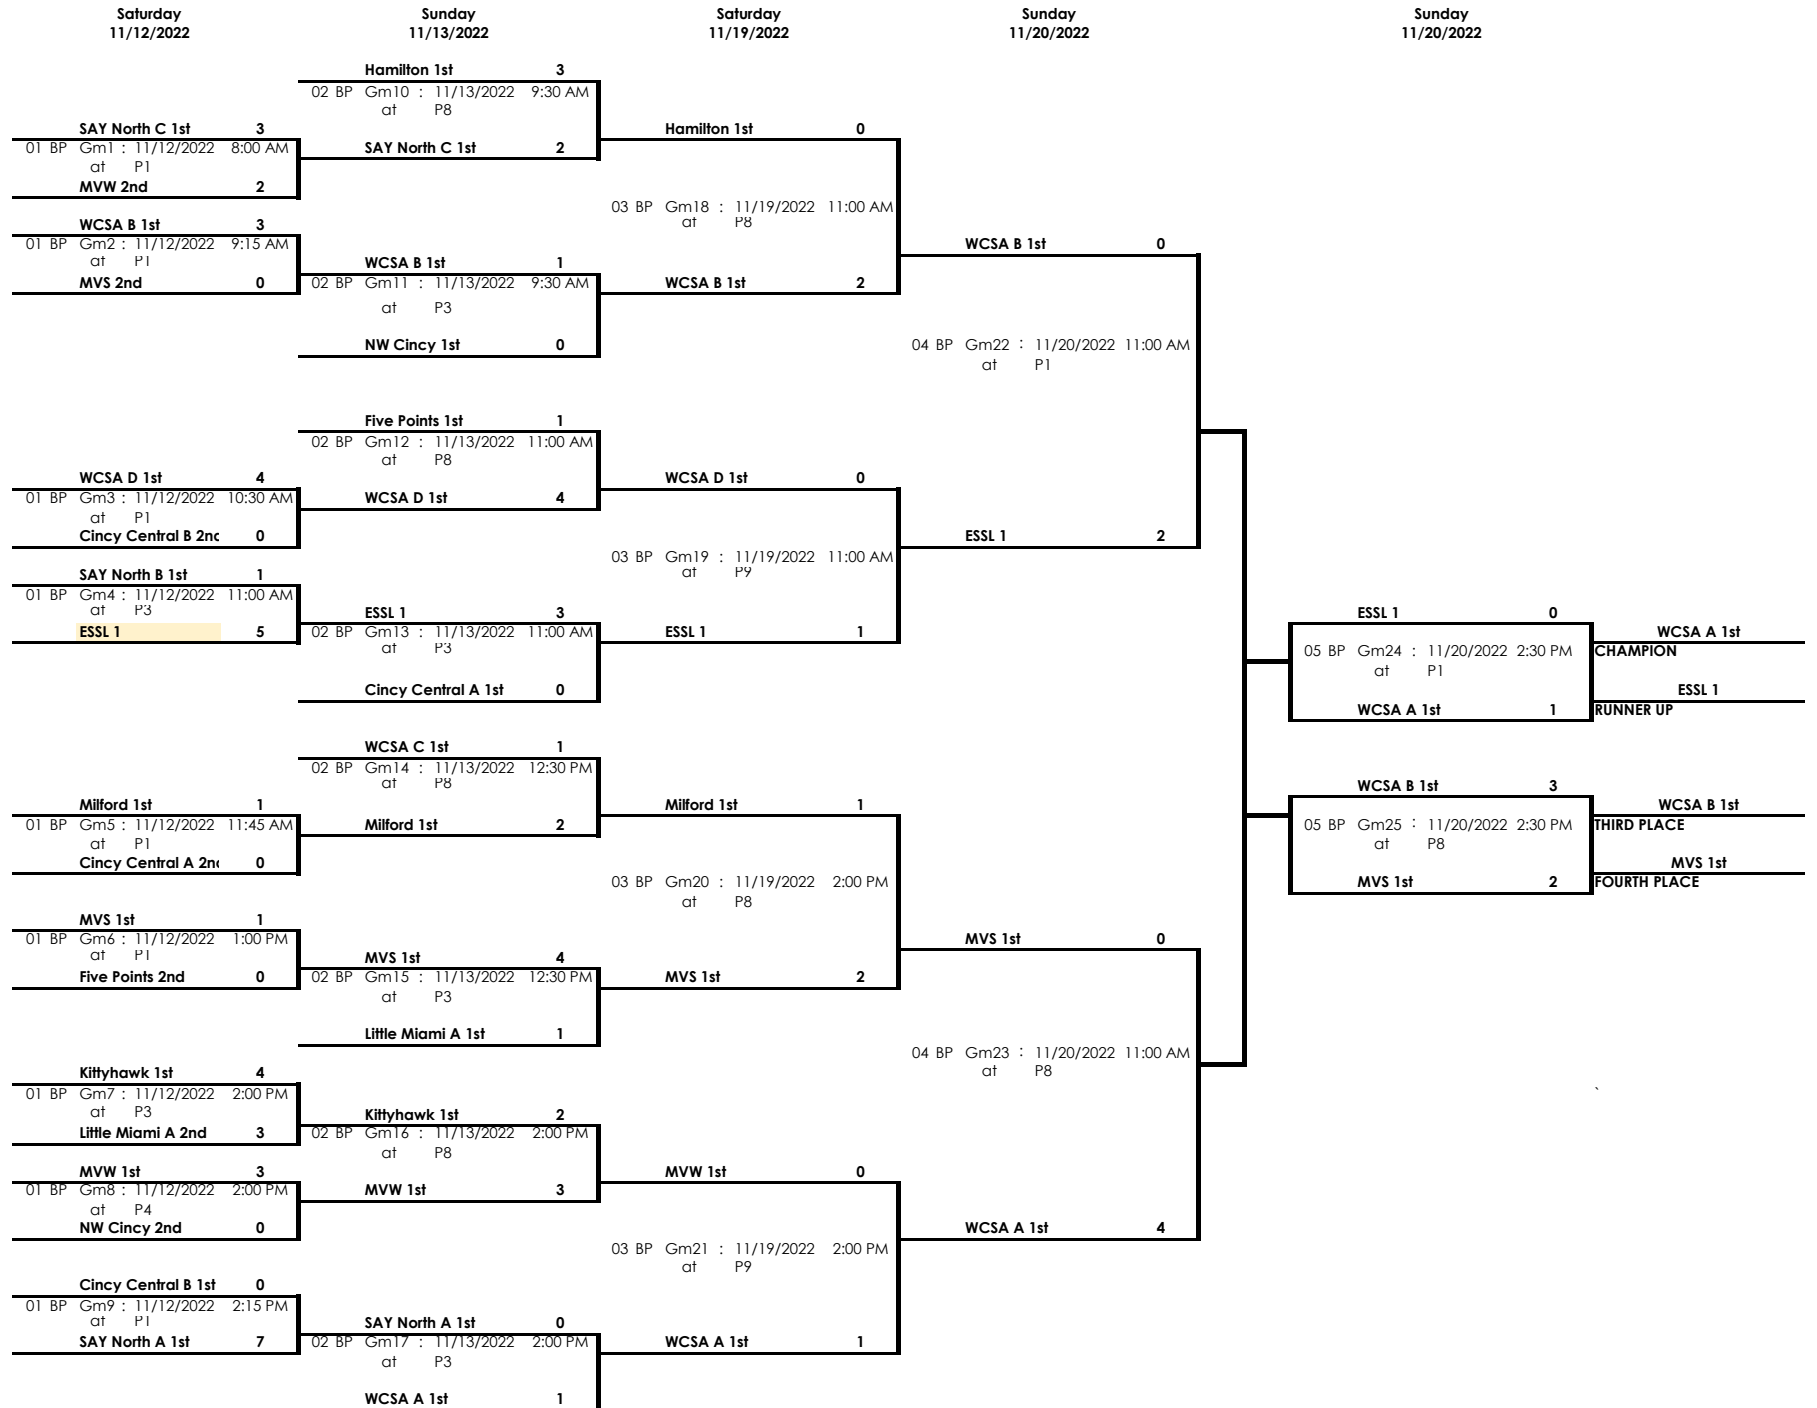 Saturday Sunday Saturday Sunday Sunday
11/12/2022 11/13/2022 11/19/2022 11/20/2022 11/20/2022
Hamilton 1st 3
02 BP Gm10 : 11/13/2022 9:30 AM
at P8
SAY North C 1st 3
Hamilton 1st 0
01 BP Gm1 : 11/12/2022 8:00 AM
SAY North C 1st 2
at P1
MVW 2nd 2
03 BP Gm18 : 11/19/2022 11:00 AM
at P8
WCSA B 1st 3
01 BP Gm2 : 11/12/2022 9:15 AM
WCSA B 1st 0
at P1
WCSA B 1st 1
MVS 2nd 0
02 BP Gm11 : 11/13/2022 9:30 AM
WCSA B 1st 2
at P3
NW Cincy 1st 0
04 BP Gm22 : 11/20/2022 11:00 AM
at P1
Five Points 1st 1
02 BP Gm12 : 11/13/2022 11:00 AM
at P8
WCSA D 1st 4
WCSA D 1st 0
01 BP Gm3 : 11/12/2022 10:30 AM
WCSA D 1st 4
at P1
Cincy Central B 2nd 0
ESSL 1 2
03 BP Gm19 : 11/19/2022 11:00 AM
at P9
SAY North B 1st 1
01 BP Gm4 : 11/12/2022 11:00 AM
at P3
ESSL 1 3
ESSL 1 0
ESSL 1 5
02 BP Gm13 : 11/13/2022 11:00 AM
ESSL 1 1
WCSA A 1st
at P3
05 BP Gm24 : 11/20/2022 2:30 PM
CHAMPION
at P1
Cincy Central A 1st 0
ESSL 1
WCSA A 1st 1
RUNNER UP
WCSA C 1st 1
02 BP Gm14 : 11/13/2022 12:30 PM
at P8
WCSA B 1st 3
Milford 1st 1
Milford 1st 1
WCSA B 1st
01 BP Gm5 : 11/12/2022 11:45 AM
Milford 1st 2
05 BP Gm25 : 11/20/2022 2:30 PM
THIRD PLACE
at P1
at P8
Cincy Central A 2nd 0
MVS 1st
03 BP Gm20 : 11/19/2022 2:00 PM
MVS 1st 2
FOURTH PLACE
at P8
MVS 1st 1
01 BP Gm6 : 11/12/2022 1:00 PM
MVS 1st 0
at P1
MVS 1st 4
Five Points 2nd 0
02 BP Gm15 : 11/13/2022 12:30 PM
MVS 1st 2
at P3
Little Miami A 1st 1
04 BP Gm23 : 11/20/2022 11:00 AM
at P8
Kittyhawk 1st 4
01 BP Gm7 : 11/12/2022 2:00 PM
`
at P3
Kittyhawk 1st 2
Little Miami A 2nd 3
02 BP Gm16 : 11/13/2022 2:00 PM
at P8
MVW 1st 3
MVW 1st 0
01 BP Gm8 : 11/12/2022 2:00 PM
MVW 1st 3
at P4
NW Cincy 2nd 0
WCSA A 1st 4
03 BP Gm21 : 11/19/2022 2:00 PM
at P9
Cincy Central B 1st 0
01 BP Gm9 : 11/12/2022 2:15 PM
at P1
SAY North A 1st 0
SAY North A 1st 7
02 BP Gm17 : 11/13/2022 2:00 PM
WCSA A 1st 1
at P3
WCSA A 1st 1